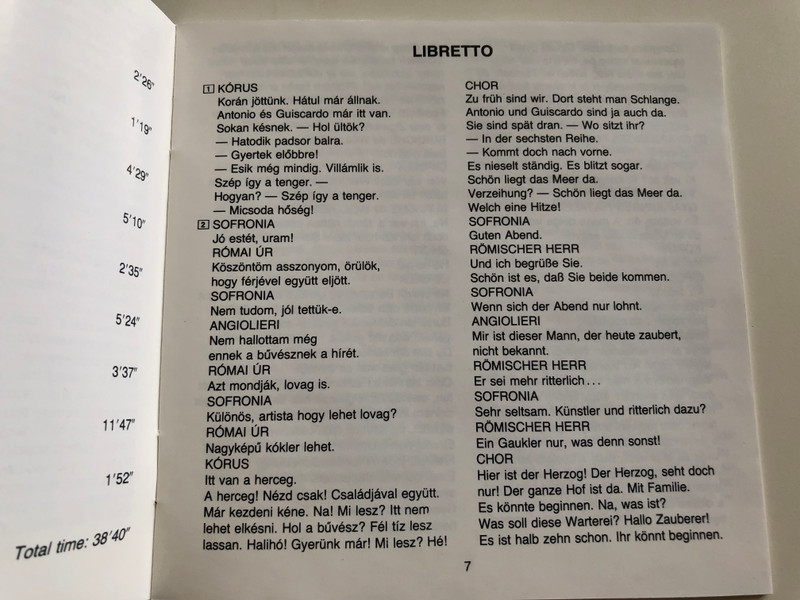 2'26"
1'19"
4'29"
5'10"
2'35"
5'24"
3'37"
11'47"
1'52"
Total time: 38'40"
LIBRETTO
1 KÓRUS
Korán jöttünk. Hátul már állnak.
Antonio és Guiscardo már itt van.
Sokan késnek. — Hol ültök?
— Hatodik padsor balra.
— Gyertek előbbre!
— Esik még mindig. Villámlik is.
Szép így a tenger. —
Hogyan? — Szép így a tenger.
— Micsoda hőség!
2 SOFRONIA
Jó estét, uram!
RÓMAI ÚR
Köszöntöm asszonyom, örülök,
hogy férjével együtt eljött.
SOFRONIA
Nem tudom, jól tettük-e.
ANGIOLIERI
Nem hallottam még
ennek a bűvésznek a hírét.
RÓMAI ÚR
Azt mondják, lovag is.
SOFRONIA
Különös, artista hogy lehet lovag?
RÓMAI ÚR
Nagyképű kókler lehet.
KÓRUS
Itt van a herceg.
A herceg! Nézd csak! Családjával együtt.
Már kezdeni kéne. Na! Mi lesz? Itt nem
lehet elkésni. Hol a bűvész? Fél tíz lesz
lassan. Halihó! Gyerünk már! Mi lesz? Hé!
CHOR
Zu früh sind wir. Dort steht man Schlange.
Antonio und Guiscardo sind ja auch da.
Sie sind spät dran. — Wo sitzt ihr?
— In der sechsten Reihe.
— Kommt doch nach vorne.
Es nieselt ständig. Es blitzt sogar.
Schön liegt das Meer da.
Verzeihung? — Schön liegt das Meer da.
Welch eine Hitze!
SOFRONIA
Guten Abend.
RÖMISCHER HERR
Und ich begrüße Sie.
Schön ist es, daß Sie beide kommen.
SOFRONIA
Wenn sich der Abend nur lohnt.
ANGIOLIERI
Mir ist dieser Mann, der heute zaubert,
nicht bekannt.
RÖMISCHER HERR
Er sei mehr ritterlich...
SOFRONIA
Sehr seltsam. Künstler und ritterlich dazu?
RÖMISCHER HERR
Ein Gaukler nur, was denn sonst!
CHOR
Hier ist der Herzog! Der Herzog, seht doch
nur! Der ganze Hof ist da. Mit Familie.
Es könnte beginnen. Na, was ist?
Was soll diese Warterei? Hallo Zauberer!
Es ist halb zehn schon. Ihr könnt beginnen.
7